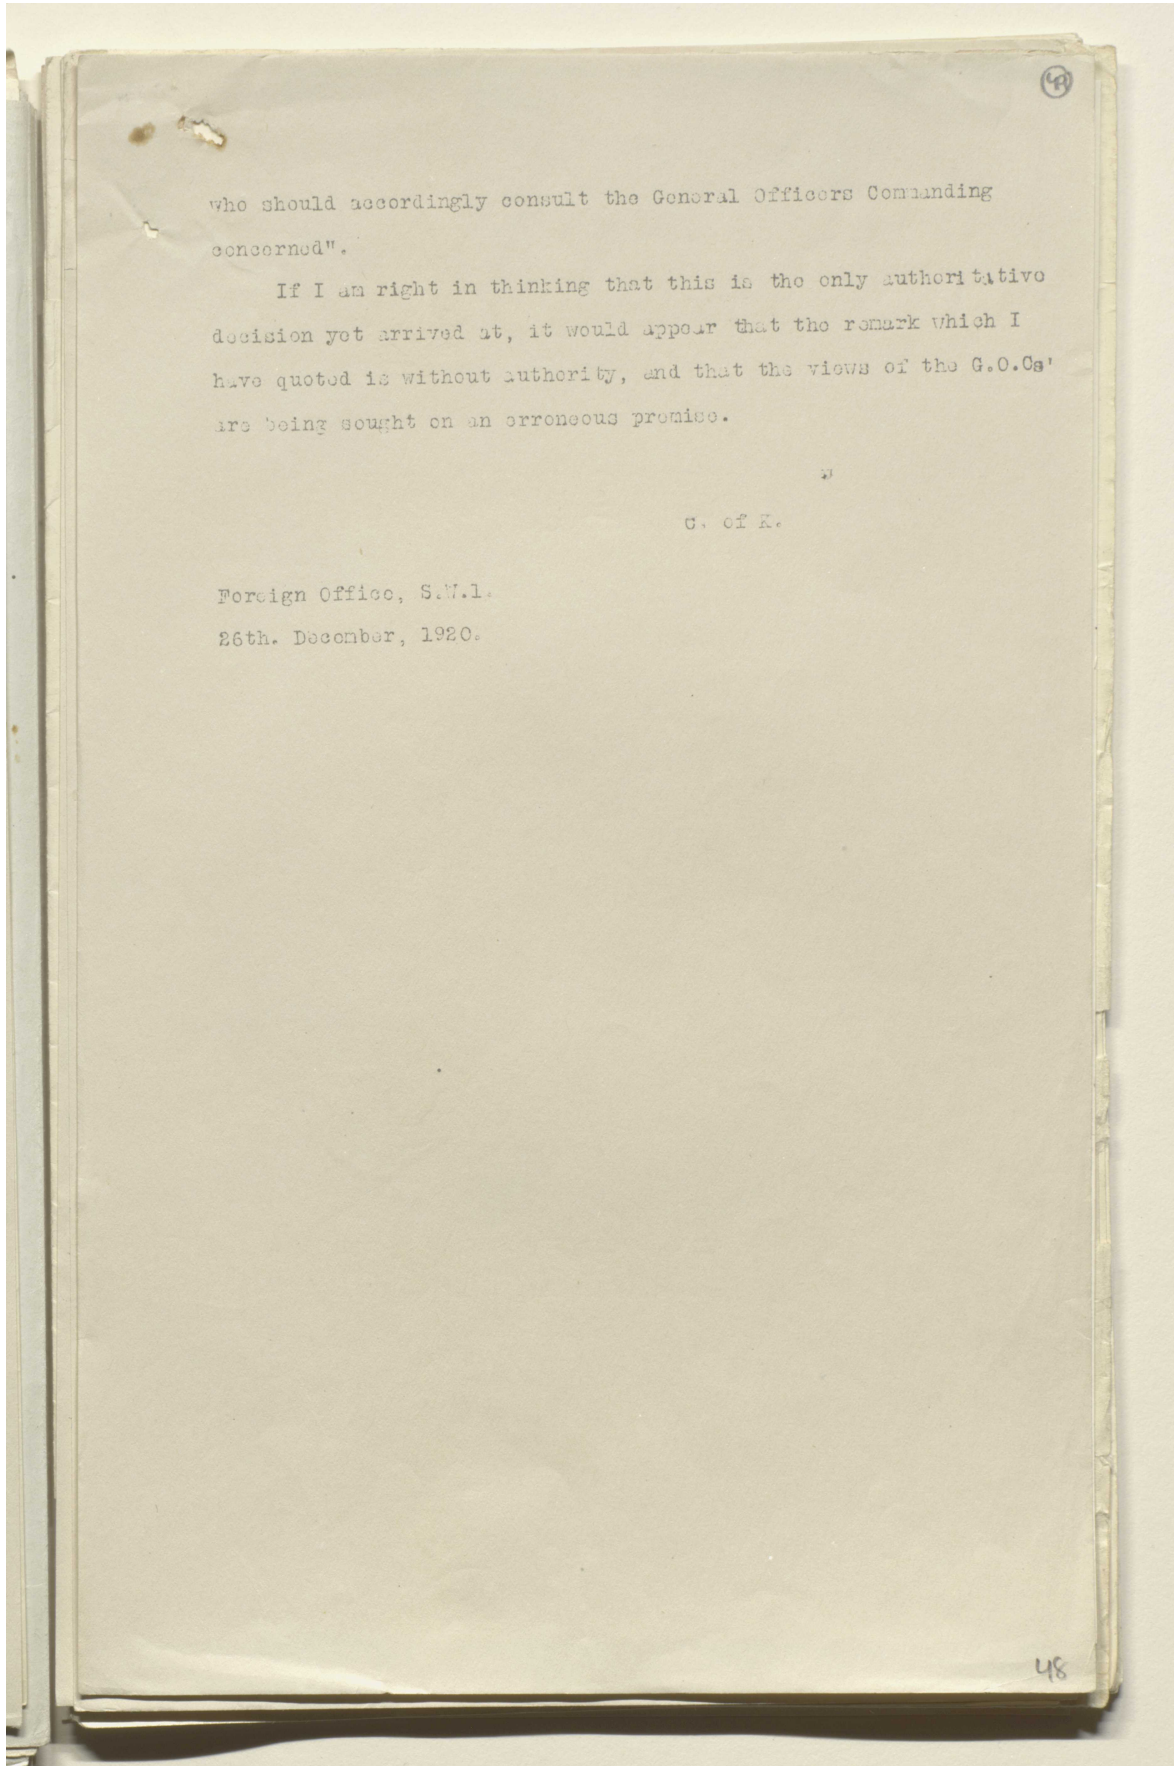 who should accordingly consult the General Officers Commanding
concerned".
If I am right in thinking that this is the only authoritative
decision yet arrived at, it would appear that the remark which I
have quoted is without authority, and that the views of the G.O.Cs'
are being sought on an erroneous premise.
C. of K.
Foreign Office, S.W.1.
26th. December, 1920.
48